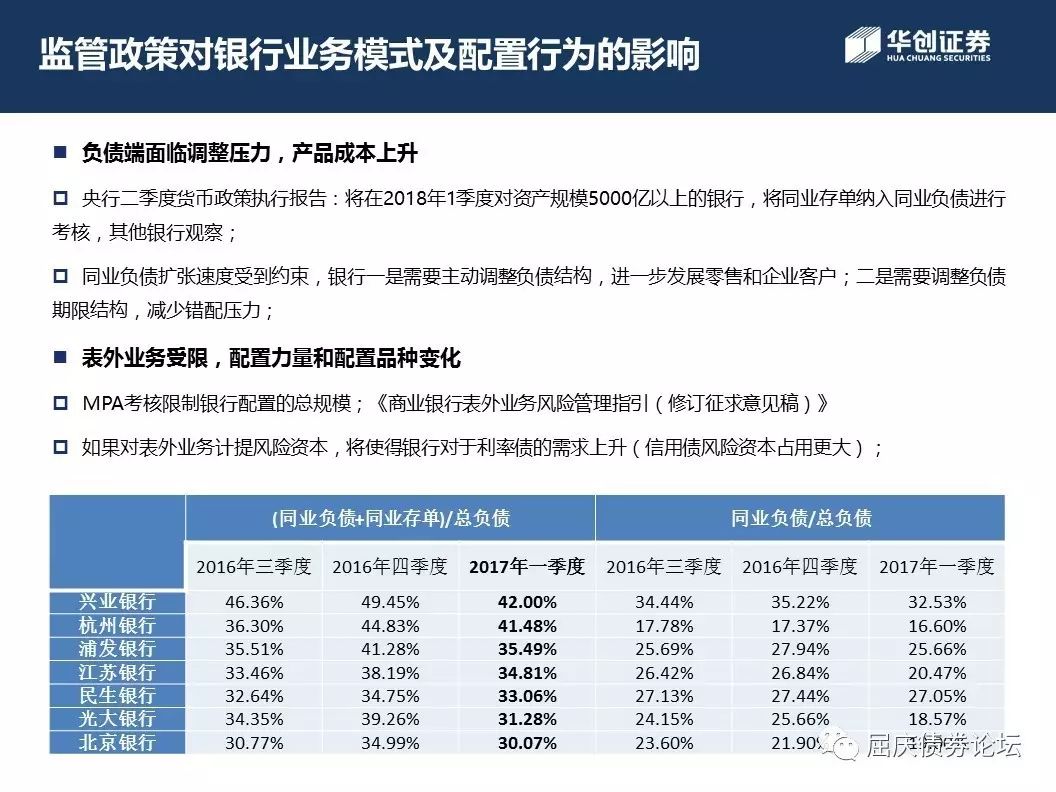 监管政策对银行业务模式及配置行为的影响
华创证券
HUA CHUANG SECURITIES
负债端面临调整压力，产品成本上升
央行二季度货币政策执行报告：将在2018年1季度对资产规模5000亿以上的银行，将同业存单纳入同业负债进行
考核，其他银行观察；
同业负债扩张速度受到约束，银行一是需要主动调整负债结构，进一步发展零售和企业客户；二是需要调整负债
期限结构，减少错配压力；
表外业务受限，配置力量和配置品种变化
MPA考核限制银行配置的总规模；《商业银行表外业务风险管理指引（修订征求意见稿）》
如果对表外业务计提风险资本，将使得银行对于利率债的需求上升（信用债风险资本占用更大）；
(同业负债+同业存单)/总负债 同业负债/总负债
2016年三季度 2016年四季度 2017年一季度 2016年三季度 2016年四季度 2017年一季度
兴业银行 46.36% 49.45% 42.00% 34.44% 35.22% 32.53%
杭州银行 36.30% 44.83% 41.48% 17.78% 17.37% 16.60%
浦发银行 35.51% 41.28% 35.49% 25.69% 27.94% 25.66%
江苏银行 33.46% 38.19% 34.81% 26.42% 26.84% 20.47%
民生银行 32.64% 34.75% 33.06% 27.13% 27.44% 27.05%
光大银行 34.35% 39.26% 31.28% 24.15% 25.66% 18.57%
北京银行 30.77% 34.99% 30.07% 23.60% 21.90%
屈庆债券论坛